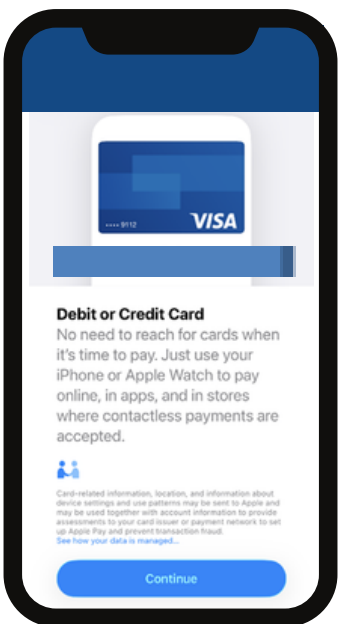 •••• 9112
VISA
Debit or Credit Card
No need to reach for cards when
it's time to pay. Just use your
iPhone or Apple Watch to pay
online, in apps, and in stores
where contactless payments are
accepted.
Card-related information, location, and information about
device settings and use patterns may be sent to Apple and
may be used together with account information to provide
assessments to your card issuer or payment network to set
up Apple Pay and prevent transaction fraud.
See how your data is managed...
Continue